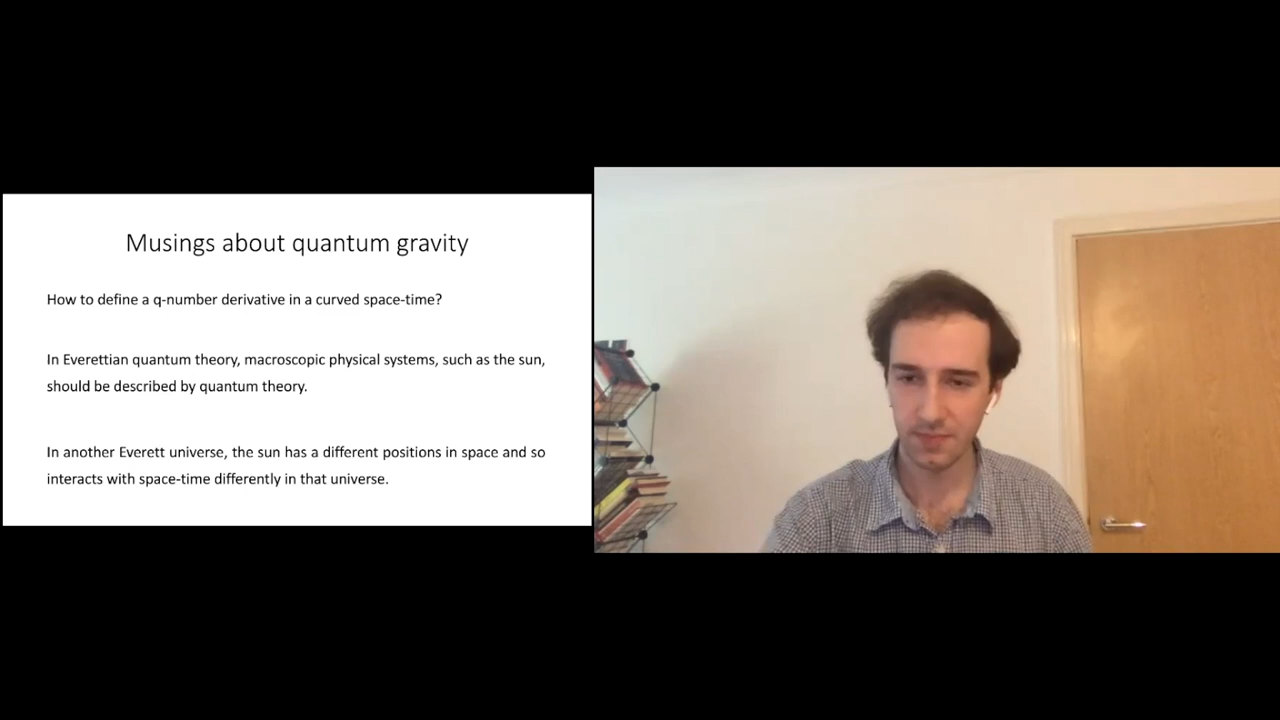 Musings about quantum gravity
How to define a q-number derivative in a curved space-time?
In Everettian quantum theory, macroscopic physical systems, such as the sun,
should be described by quantum theory.
In another Everett universe, the sun has a different positions in space and so
interacts with space-time differently in that universe.